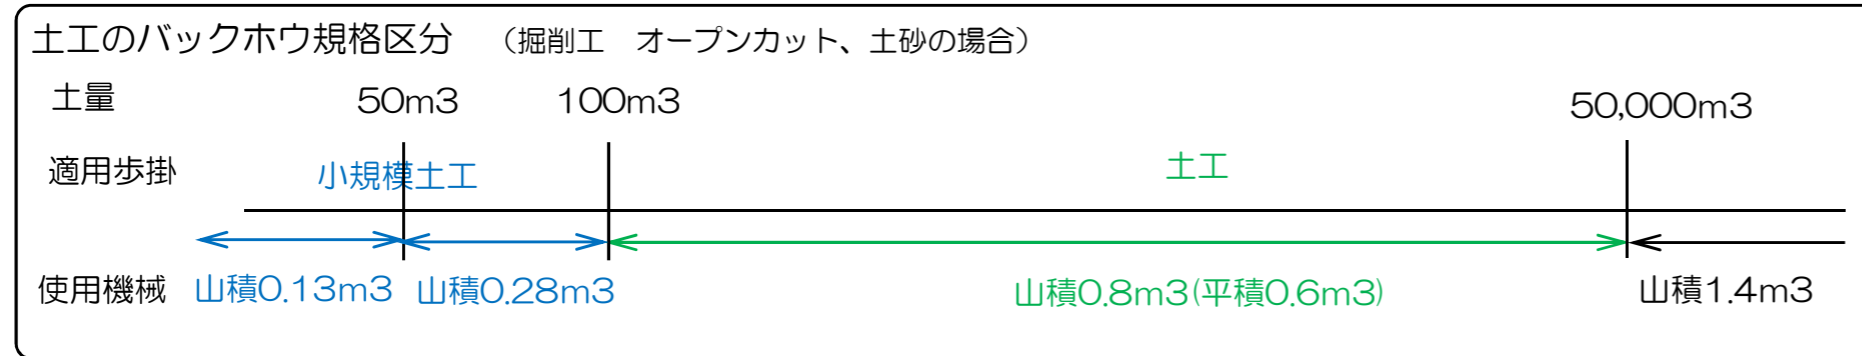 土工のバックホウ規格区分　（掘削工　オープンカット、土砂の場合）
土量　50m3　100m3　50,000m3
適用歩掛　小規模土工　土工
使用機械　山積0.13m3　山積0.28m3　山積0.8m3(平積0.6m3)　山積1.4m3